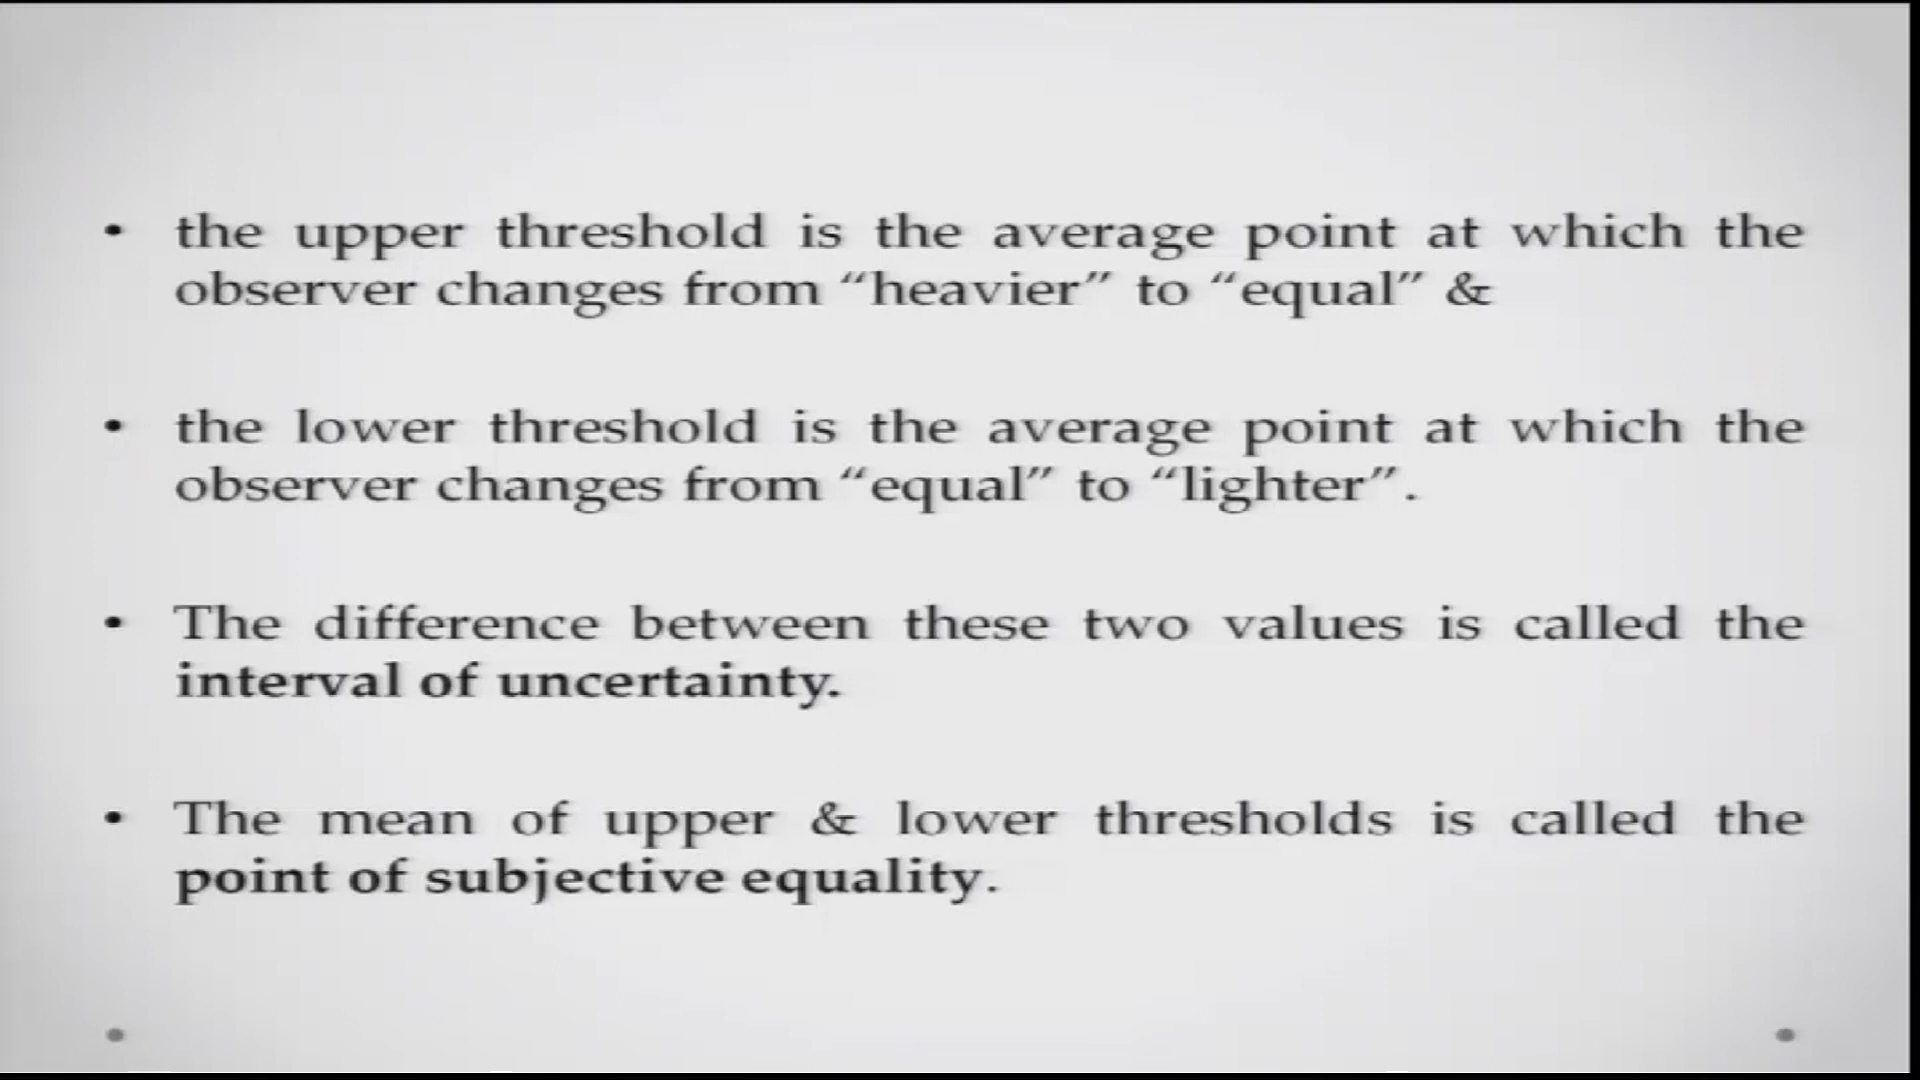 • the upper threshold is the average point at which the
observer changes from “heavier” to “equal” &
• the lower threshold is the average point at which the
observer changes from “equal” to “lighter”.
• The difference between these two values is called the
interval of uncertainty.
• The mean of upper & lower thresholds is called the
point of subjective equality.